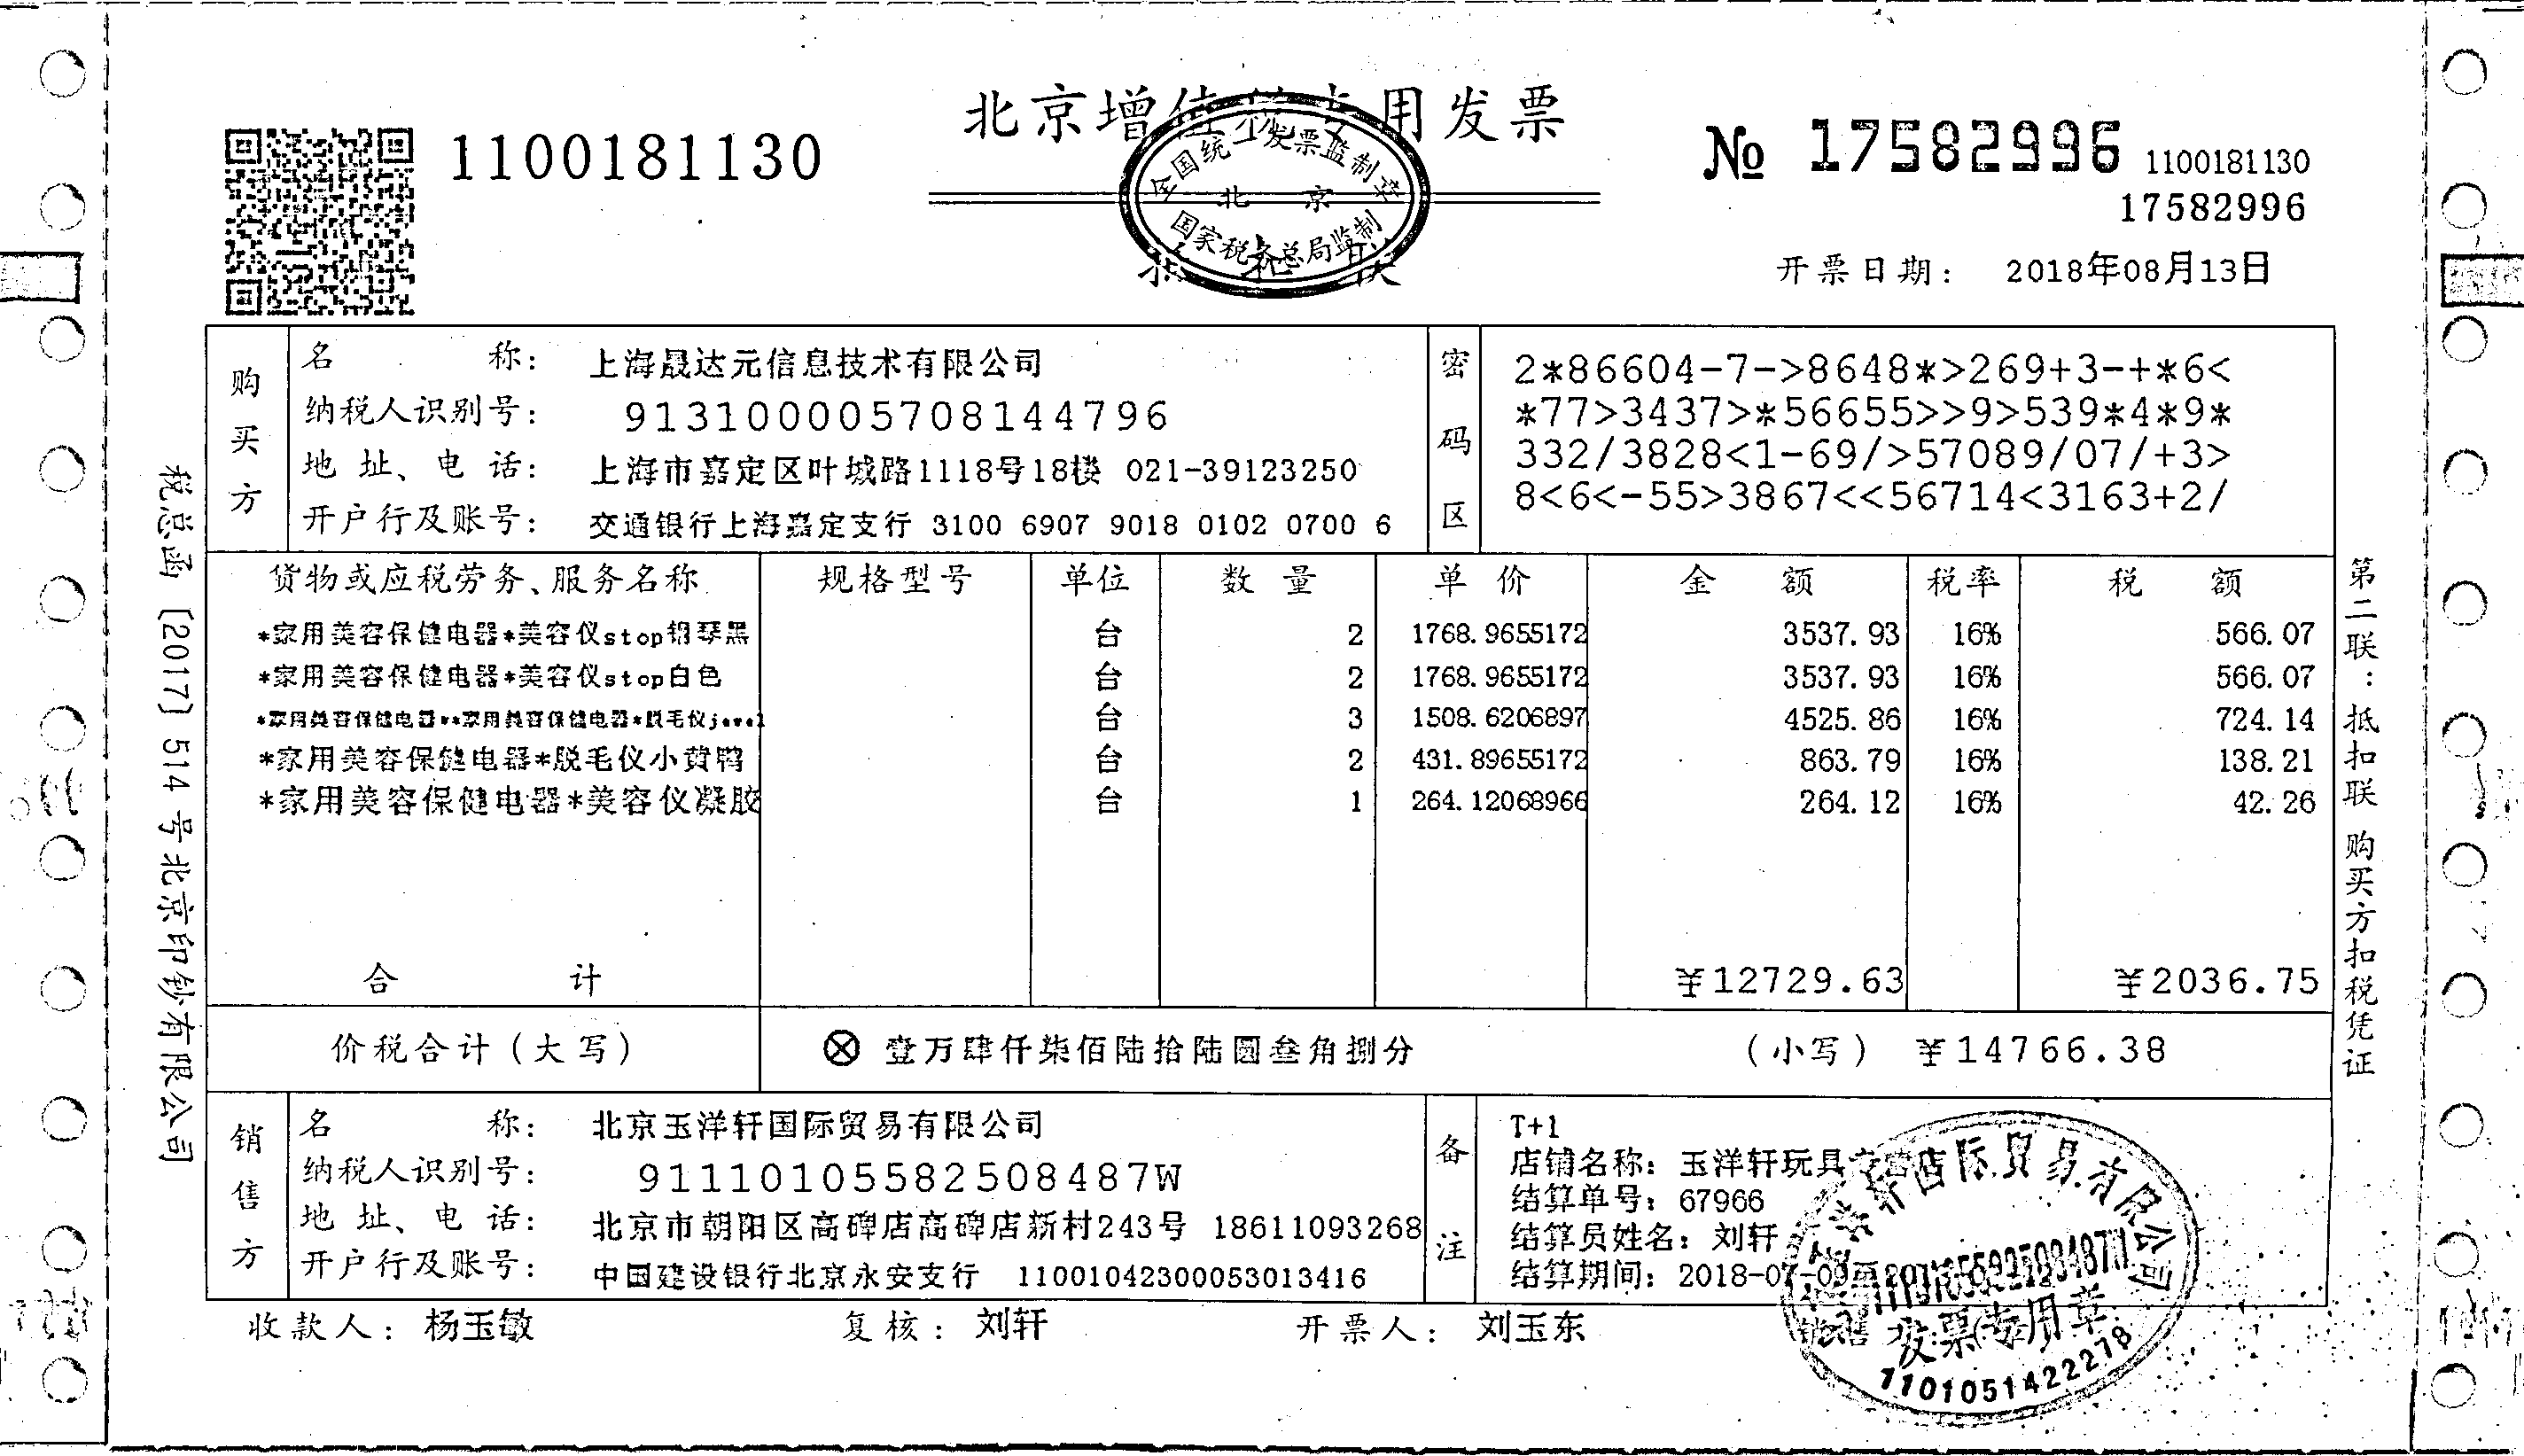 北京增值税专用发票
1100181130
№ 17582996
1100181130
17582996
全国统一发票监制章
北京
国家税务总局监制
抵扣联
开票日期： 2018年08月13日
购买方
名称： 上海晟达元信息技术有限公司
纳税人识别号： 913100005708144796
地址、电话： 上海市嘉定区叶城路1118号18楼 021-39123250
开户行及账号： 交通银行上海嘉定支行 3100 6907 9018 0102 0700 6
密码区
2*86604-7->8648*>269+3-+*6<
*77>3437>*56655>>9>539*4*9*
332/3828<1-69/>57089/07/+3>
8<6<-55>3867<<56714<3163+2/
货物或应税劳务、服务名称 规格型号 单位 数量 单价 金额 税率 税额
*家用美容保健电器*美容仪stop钢琴黑 台 2 1768.9655172 3537.93 16% 566.07
*家用美容保健电器*美容仪stop白色 台 2 1768.9655172 3537.93 16% 566.07
*家用美容保健电器**家用美容保健电器*脱毛仪jewel 台 3 1508.6206897 4525.86 16% 724.14
*家用美容保健电器*脱毛仪小黄鸭 台 2 431.89655172 863.79 16% 138.21
*家用美容保健电器*美容仪凝胶 台 1 264.12068966 264.12 16% 42.26
合计 ￥12729.63 ￥2036.75
价税合计（大写） ⊗ 壹万肆仟柒佰陆拾陆圆叁角捌分 （小写） ￥14766.38
销售方
名称： 北京玉洋轩国际贸易有限公司
纳税人识别号： 91110105582508487W
地址、电话： 北京市朝阳区高碑店高碑店新村243号 18611093268
开户行及账号： 中国建设银行北京永安支行 11001042300053013416
备注
T+1
店铺名称：玉洋轩玩具专营店
结算单号：67966
结算员姓名：刘轩
结算期间：2018-07
收款人： 杨玉敏 复核： 刘轩 开票人： 刘玉东
轩国际贸易有限公司
91110105582508487W
发票专用章
1101051422278
税总函〔2017〕514号北京印钞有限公司
第二联：抵扣联 购买方扣税凭证